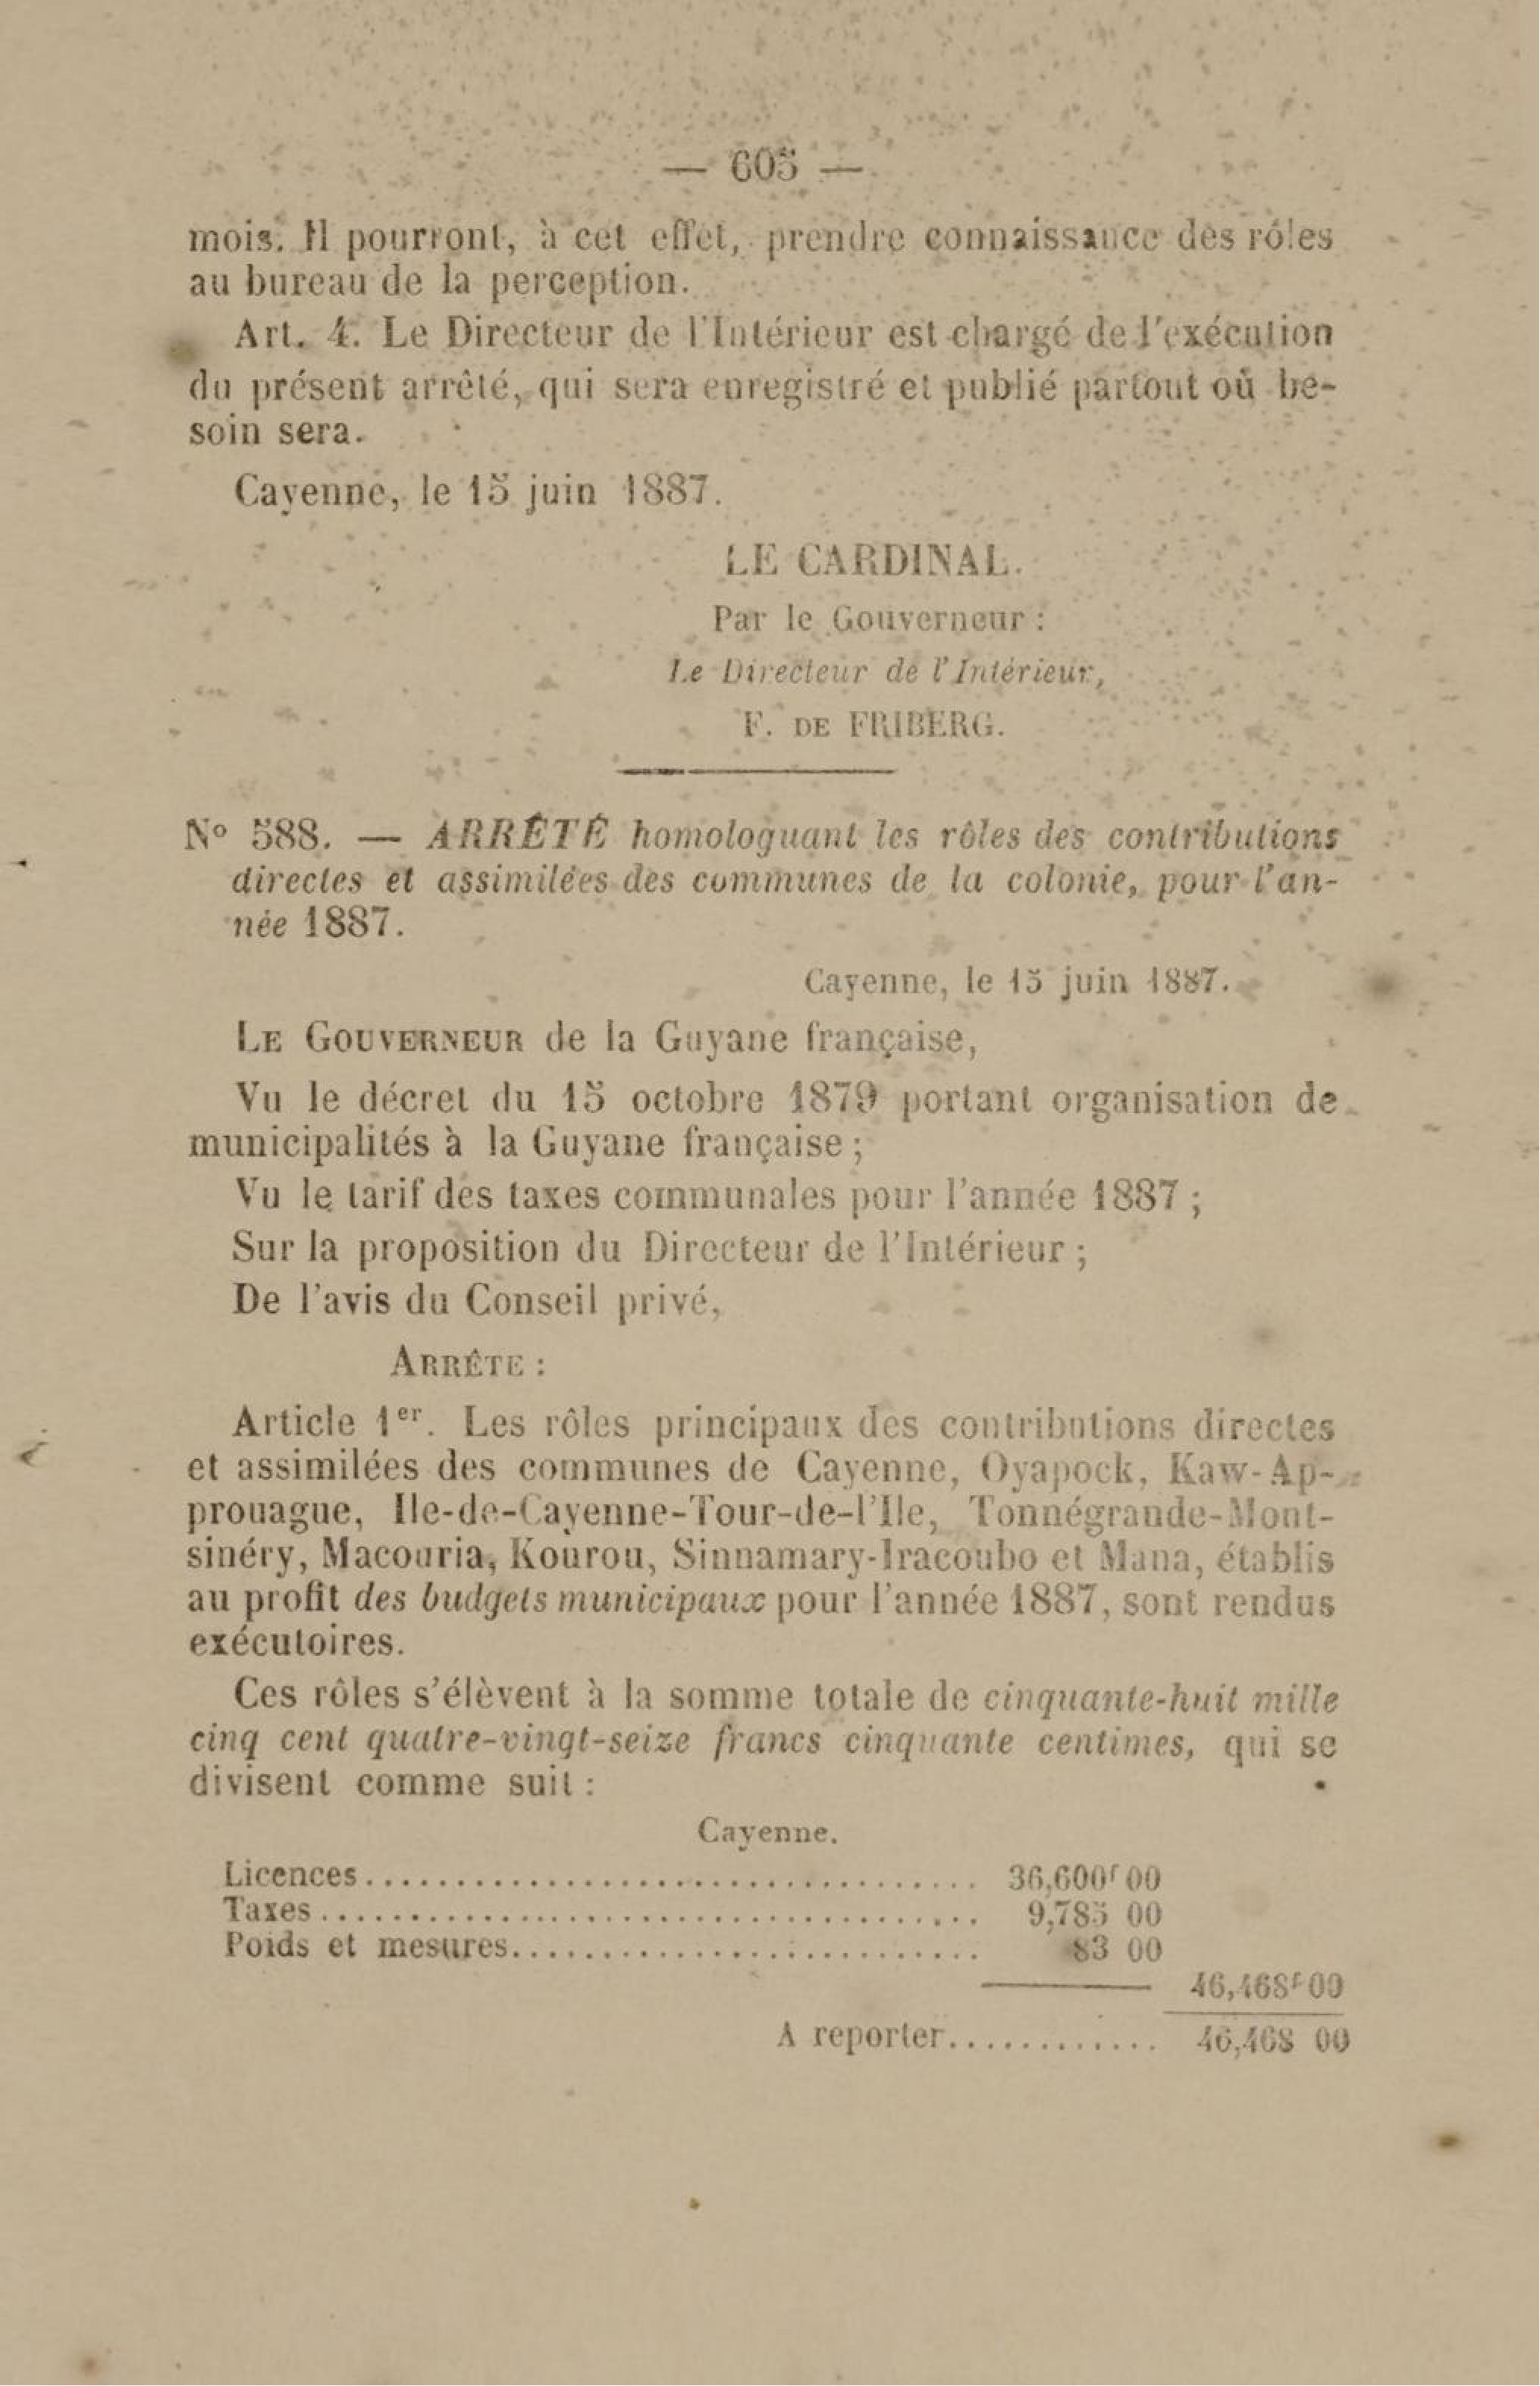 — 605 —
mois. Il pourront, à cet effet, prendre connaissance des rôles
au bureau de la perception.
Art. 4. Le Directeur de l'Intérieur est chargé de l'exécution
du présent arrêté, qui sera enregistré et publié partout où be-
soin sera.
Cayenne, le 15 juin 1887.
LE CARDINAL.
Par le Gouverneur :
Le Directeur de l'Intérieur,
F. DE FRIBERG.
N° 588. — ARRÊTÉ homologuant les rôles des contributions
directes et assimilées des communes de la colonie, pour l'an-
née 1887.
Cayenne, le 15 juin 1887.
LE GOUVERNEUR de la Guyane française,
Vu le décret du 15 octobre 1879 portant organisation de
municipalités à la Guyane française ;
Vu le tarif des taxes communales pour l'année 1887 ;
Sur la proposition du Directeur de l'Intérieur ;
De l'avis du Conseil privé,
ARRÊTE :
Article 1er. Les rôles principaux des contributions directes
et assimilées des communes de Cayenne, Oyapock, Kaw-Ap-
prouague, Ile-de-Cayenne-Tour-de-l'Ile, Tonnégrande-Mont-
sinéry, Macouria, Kourou, Sinnamary-Iracoubo et Mana, établis
au profit des budgets municipaux pour l'année 1887, sont rendus
exécutoires.
Ces rôles s'élèvent à la somme totale de cinquante-huit mille
cinq cent quatre-vingt-seize francs cinquante centimes, qui se
divisent comme suit :
Cayenne.
Licences.................................. 36,600f 00
Taxes.................................... 9,785 00
Poids et mesures.......................... 83 00
46,468f 00
A reporter............ 46,468 00